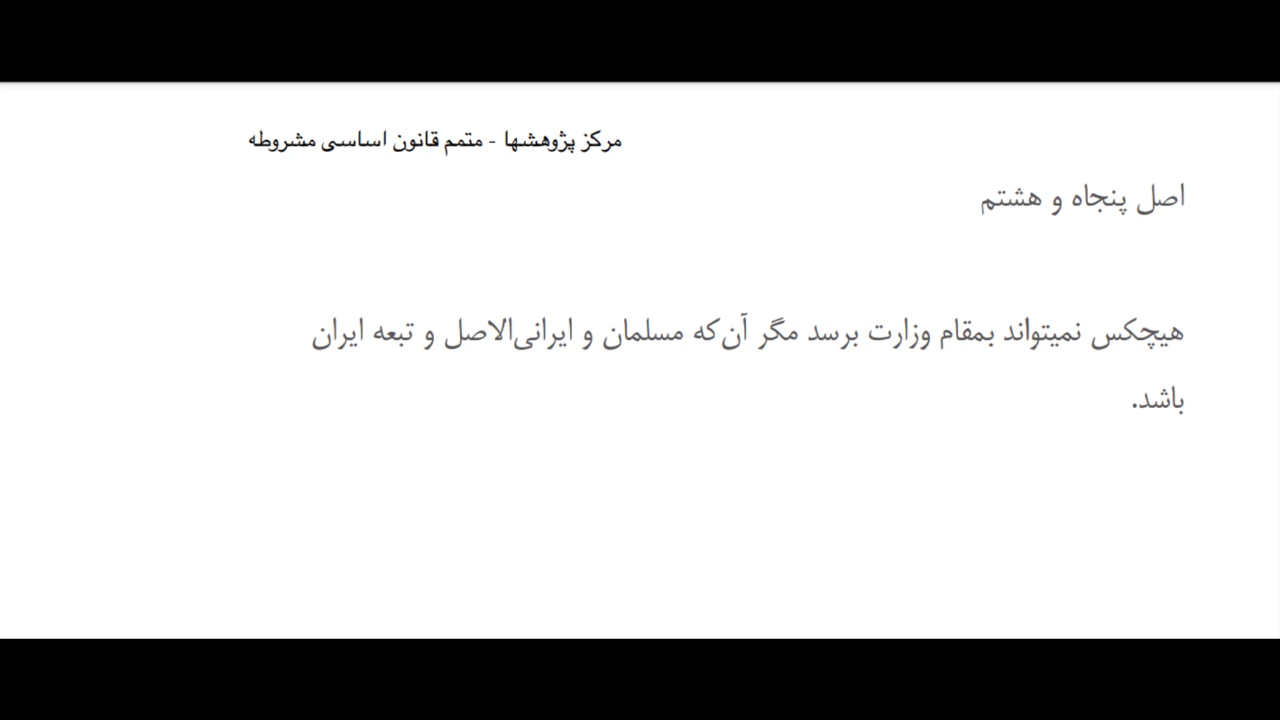 مرکز پژوهشها - متمم قانون اساسی مشروطه
اصل پنجاه و هشتم
هیچکس نمیتواند بمقام وزارت برسد مگر آن‌که مسلمان و ایرانی‌الاصل و تبعه ایران
باشد.